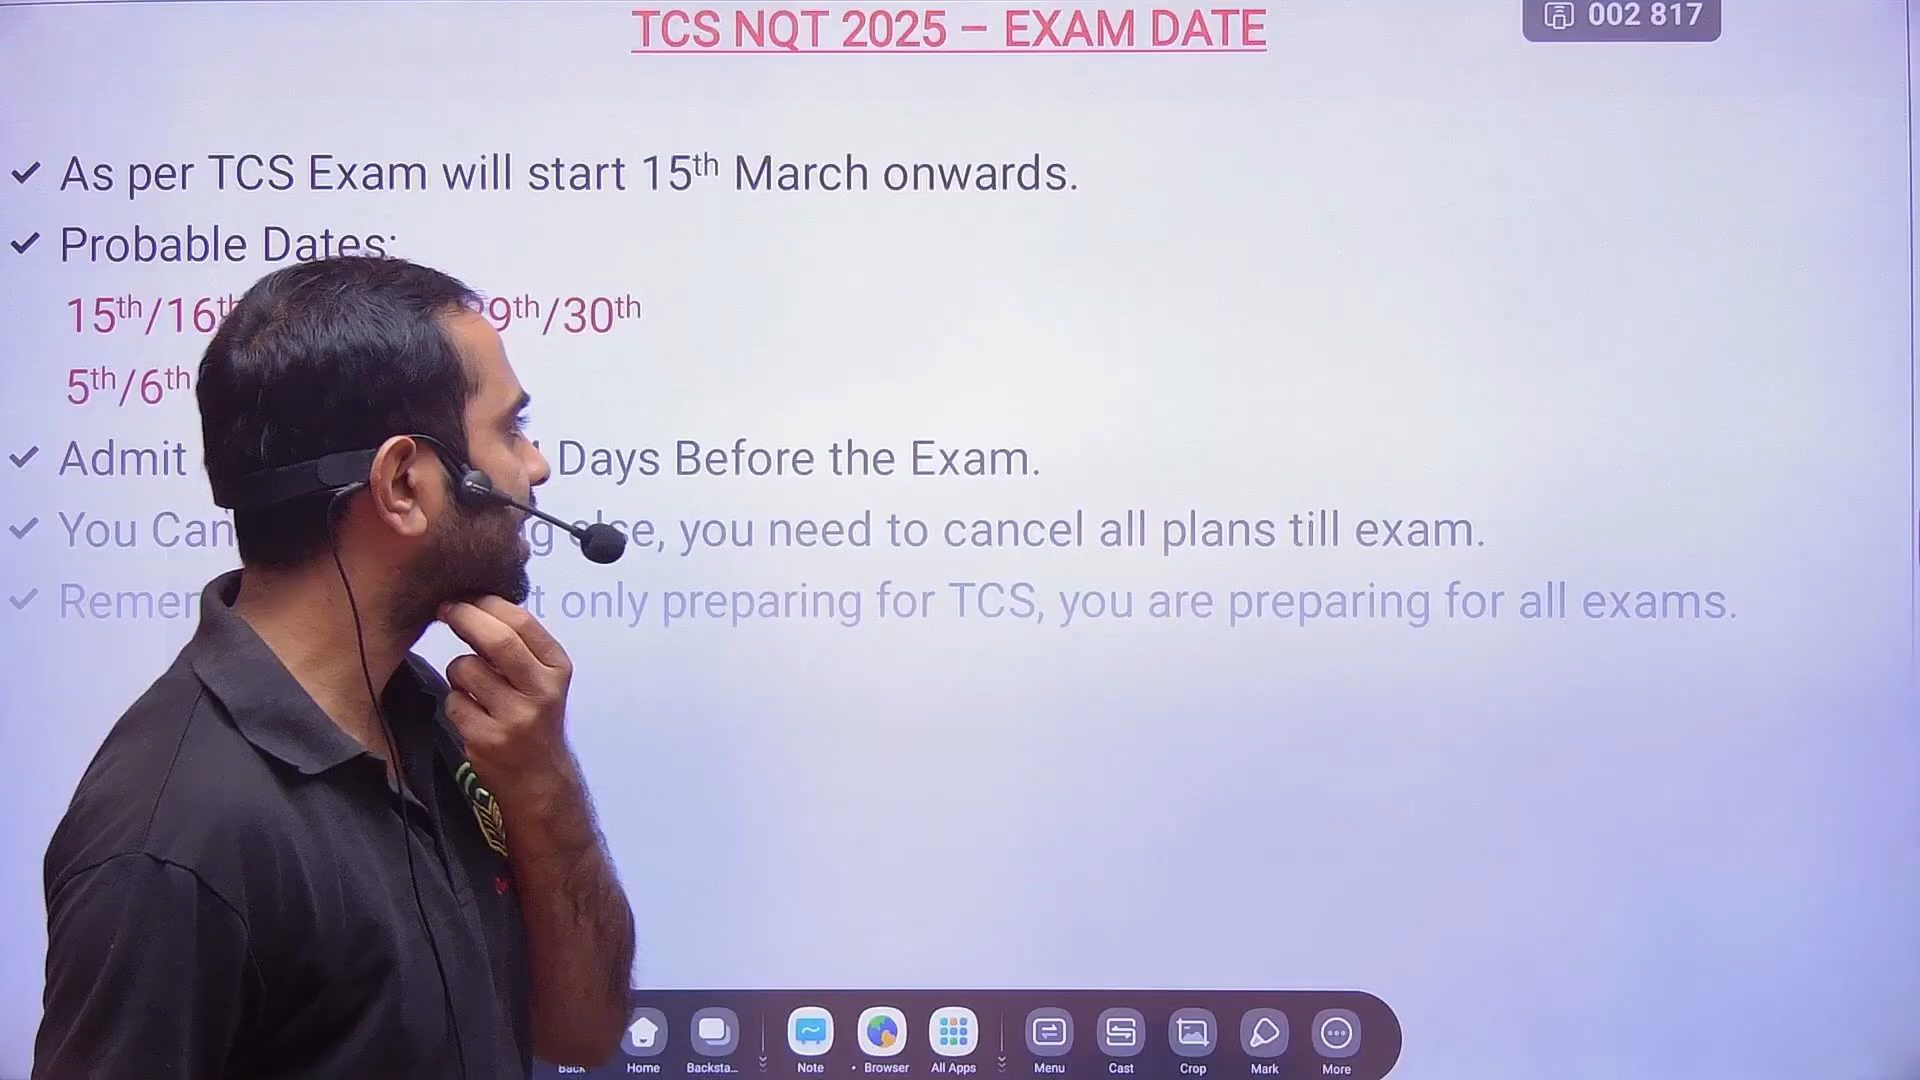 TCS NQT 2025 – EXAM DATE
002 817
✓ As per TCS Exam will start 15th March onwards.
✓ Probable Dates:
15th/16th 9th/30th
5th/6th
✓ Admit Days Before the Exam.
✓ You Can else, you need to cancel all plans till exam.
✓ only preparing for TCS, you are preparing for all exams.
Back Home Backsta... Note • Browser All Apps Menu Cast Crop Mark More